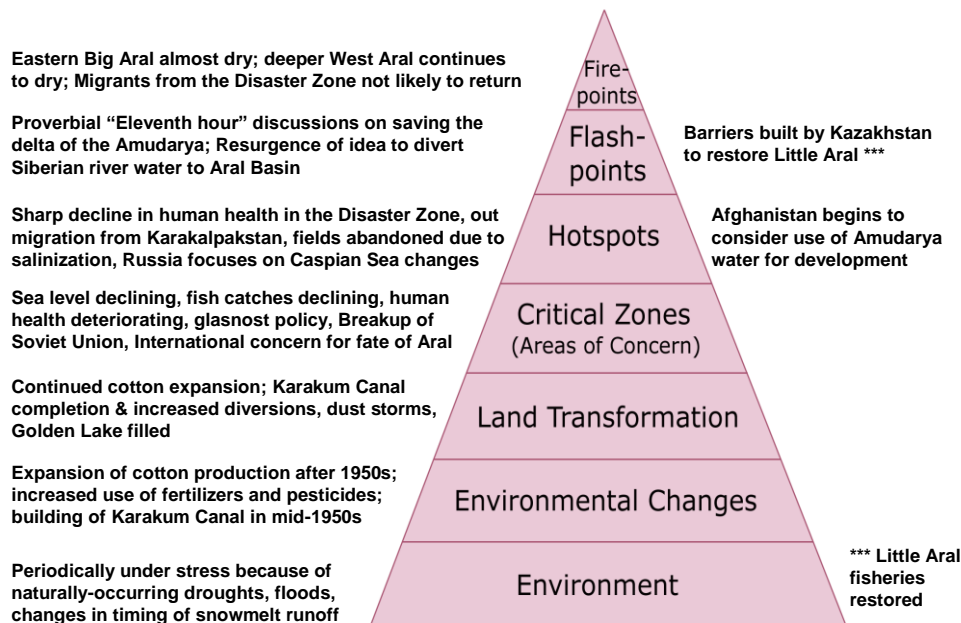 Eastern Big Aral almost dry; deeper West Aral continues
to dry; Migrants from the Disaster Zone not likely to return
Fire-
points
Proverbial “Eleventh hour” discussions on saving the
delta of the Amudarya; Resurgence of idea to divert
Siberian river water to Aral Basin
Flash-
points
Barriers built by Kazakhstan
to restore Little Aral ***
Sharp decline in human health in the Disaster Zone, out
migration from Karakalpakstan, fields abandoned due to
salinization, Russia focuses on Caspian Sea changes
Hotspots
Afghanistan begins to
consider use of Amudarya
water for development
Sea level declining, fish catches declining, human
health deteriorating, glasnost policy, Breakup of
Soviet Union, International concern for fate of Aral
Critical Zones
(Areas of Concern)
Continued cotton expansion; Karakum Canal
completion & increased diversions, dust storms,
Golden Lake filled
Land Transformation
Expansion of cotton production after 1950s;
increased use of fertilizers and pesticides;
building of Karakum Canal in mid-1950s
Environmental Changes
Periodically under stress because of
naturally-occurring droughts, floods,
changes in timing of snowmelt runoff
Environment
*** Little Aral
fisheries
restored